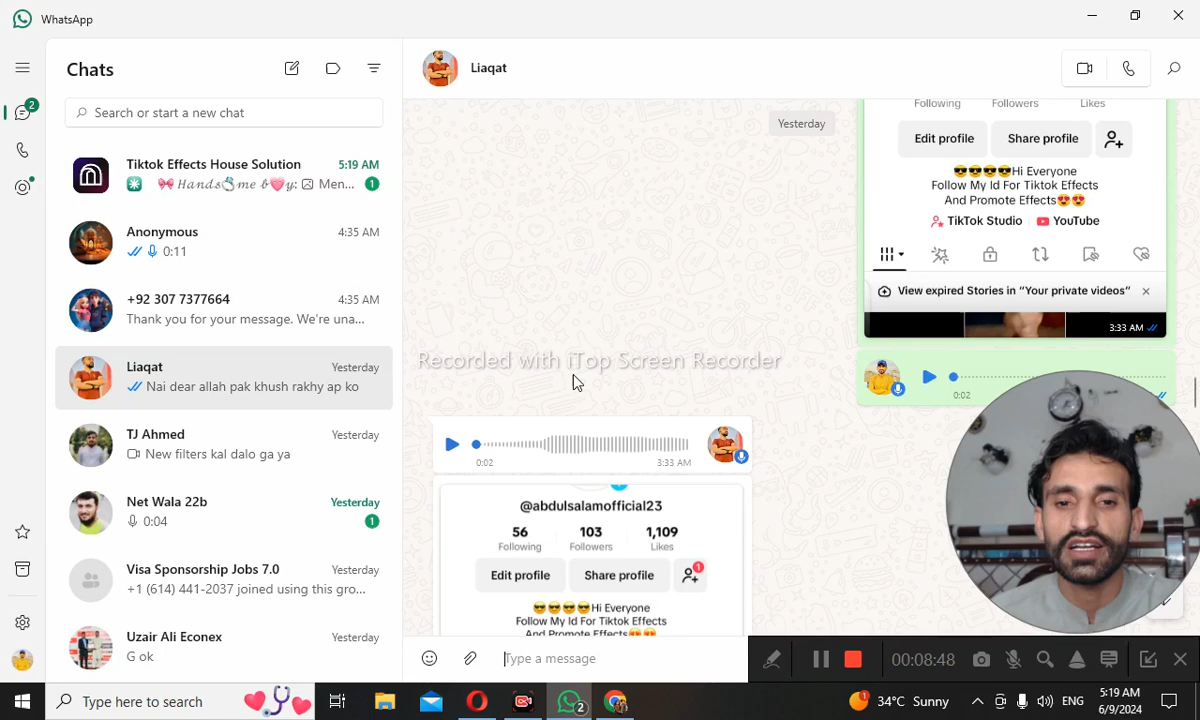 WhatsApp
2
Chats
Search or start a new chat
Tiktok Effects House Solution
5:19 AM
🎀 𝓗𝓪𝓷𝓭𝓼💍𝓶𝓮 𝓫💗𝔂: Men...
1
Anonymous
4:35 AM
0:11
+92 307 7377664
4:35 AM
Thank you for your message. We're una...
Liaqat
Yesterday
Nai dear allah pak khush rakhy ap ko
TJ Ahmed
Yesterday
New filters kal dalo ga ya
Net Wala 22b
Yesterday
0:04
1
Visa Sponsorship Jobs 7.0
Yesterday
+1 (614) 441-2037 joined using this gro...
Uzair Ali Econex
Yesterday
G ok
Liaqat
Yesterday
Following Followers Likes
Edit profile Share profile
😎😎😎😎Hi Everyone
Follow My Id For Tiktok Effects
And Promote Effects😍😍
TikTok Studio YouTube
View expired Stories in “Your private videos”
3:33 AM
0:02
Recorded with iTop Screen Recorder
0:02 3:33 AM
@abdulsalamofficial23
56 103 1,109
Following Followers Likes
Edit profile Share profile 1
😎😎😎😎Hi Everyone
Follow My Id For Tiktok Effects
And Promote Effects😍😍
Type a message
00:08:48
Type here to search
2
34°C Sunny
ENG
5:19 AM
6/9/2024